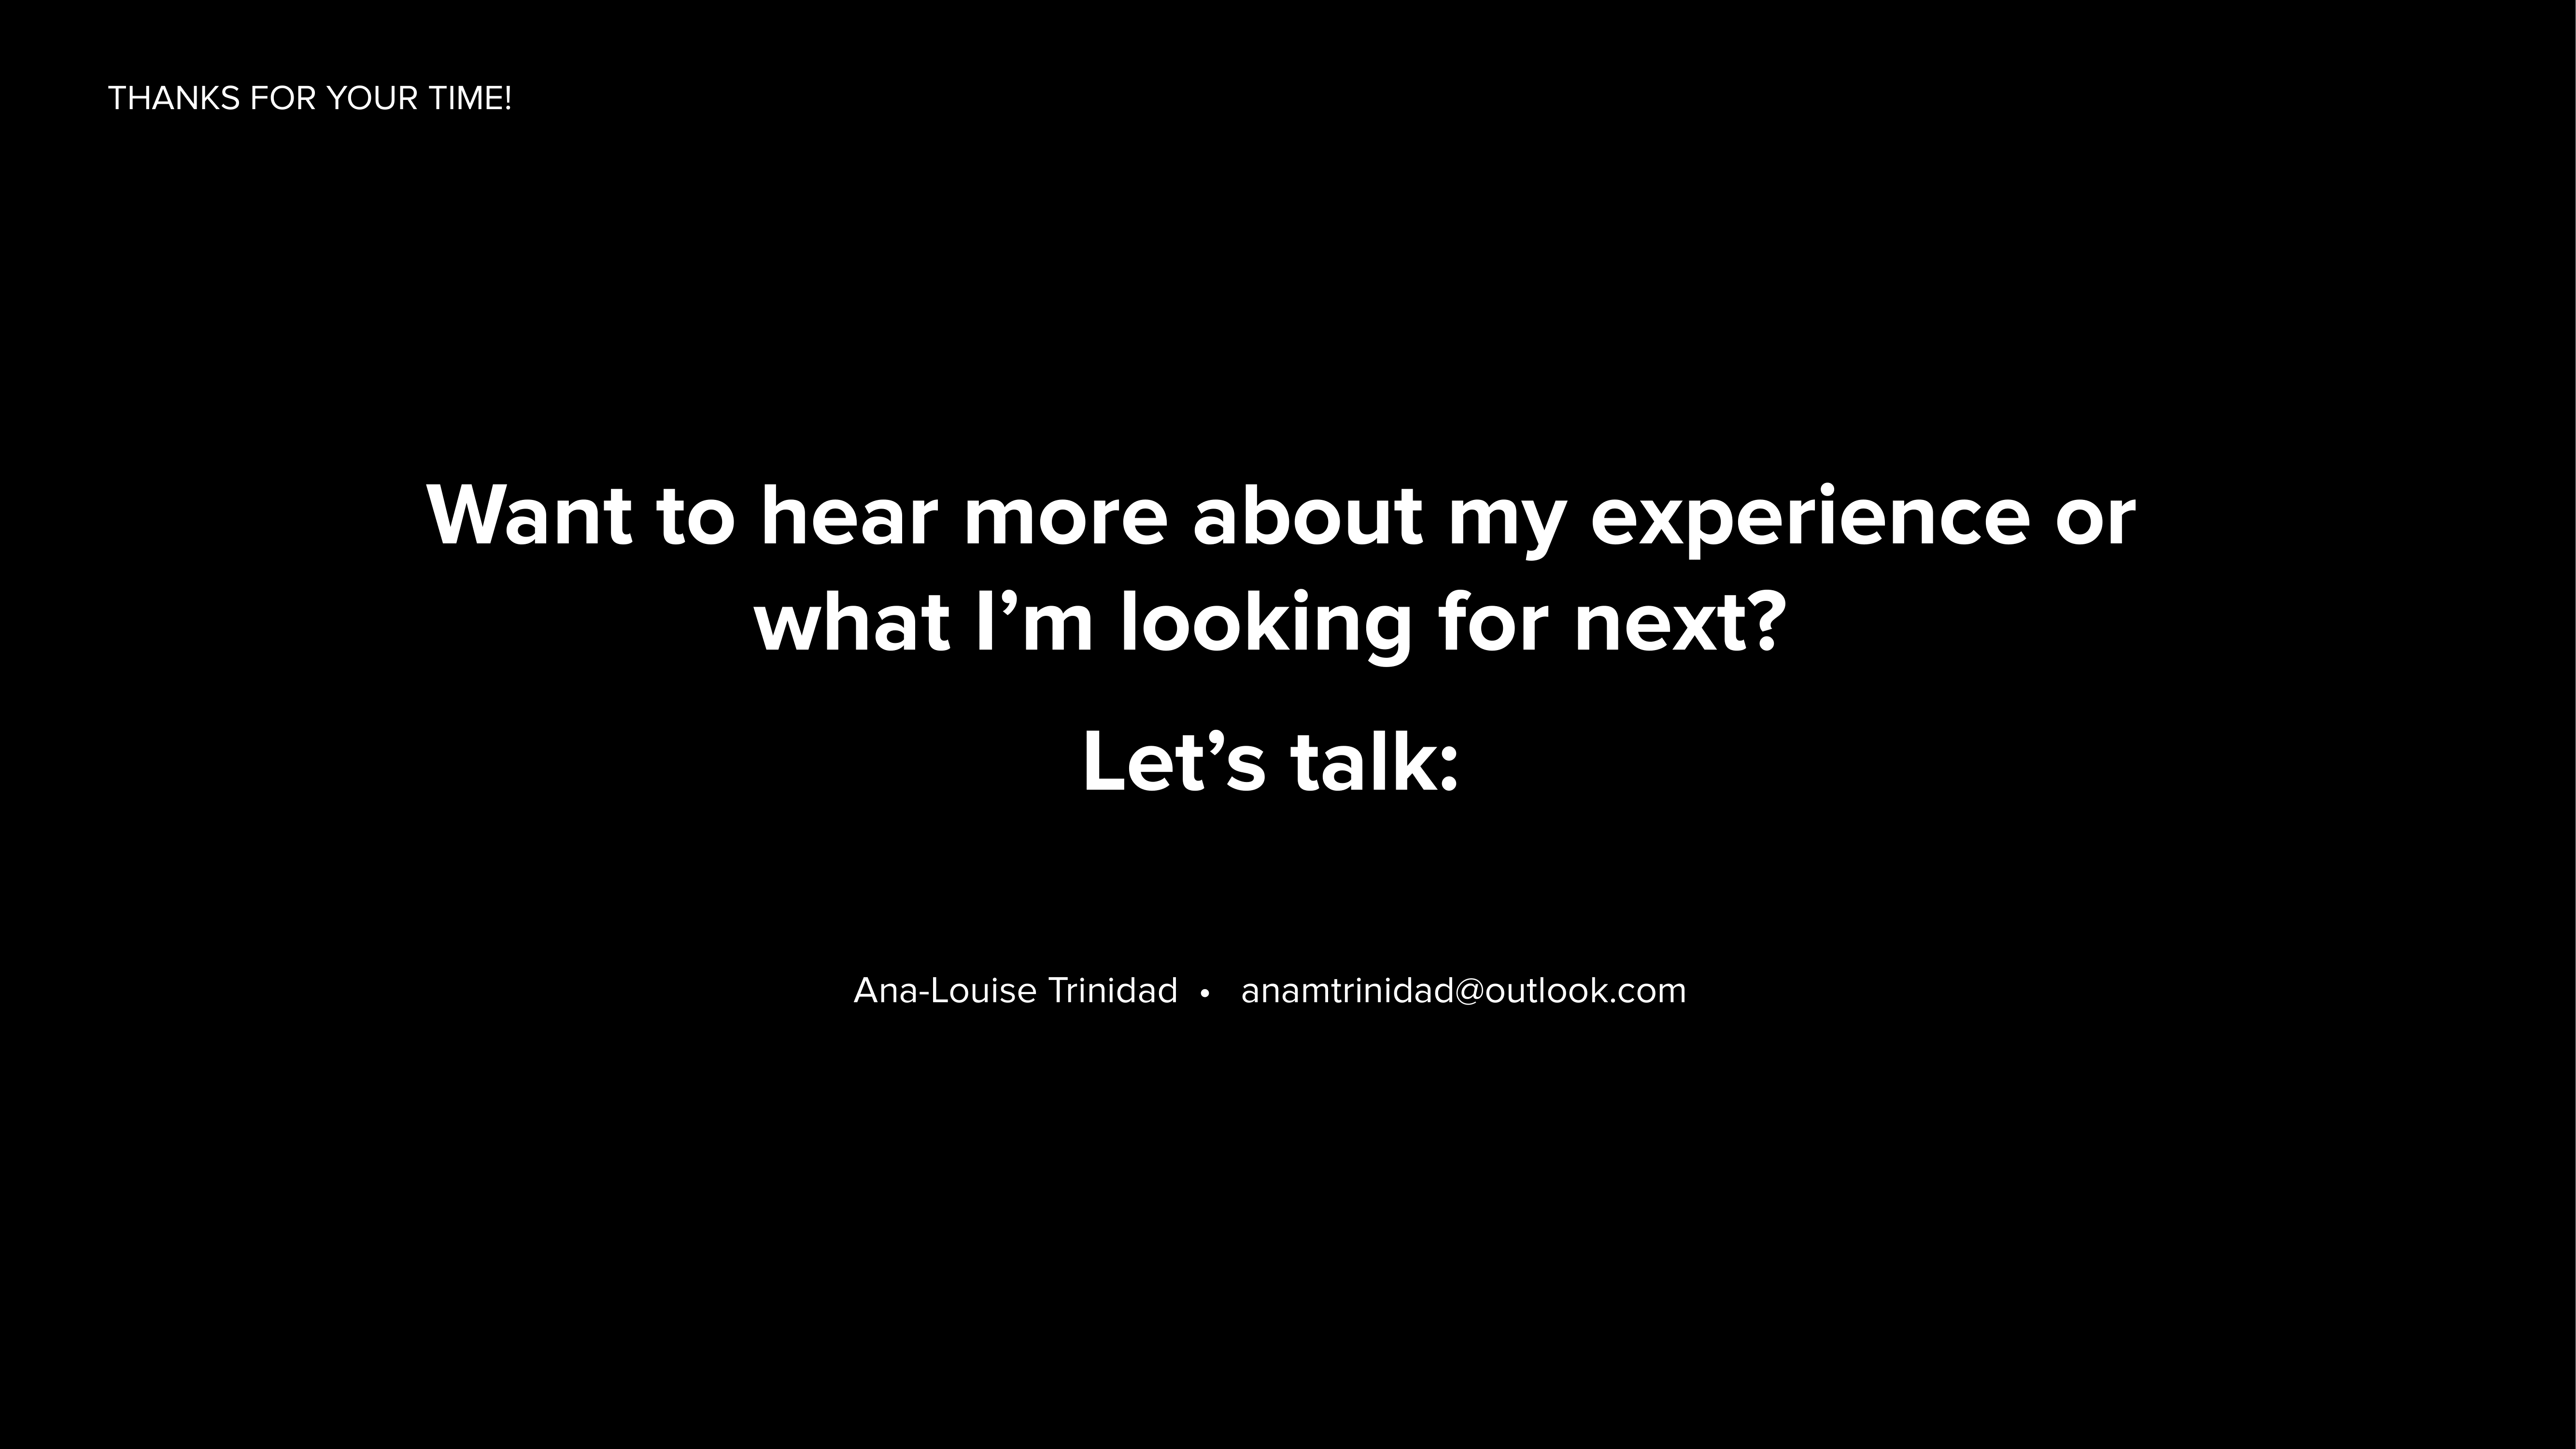 THANKS FOR YOUR TIME!
Want to hear more about my experience or
what I’m looking for next?
Let’s talk:
Ana-Louise Trinidad • anamtrinidad@outlook.com